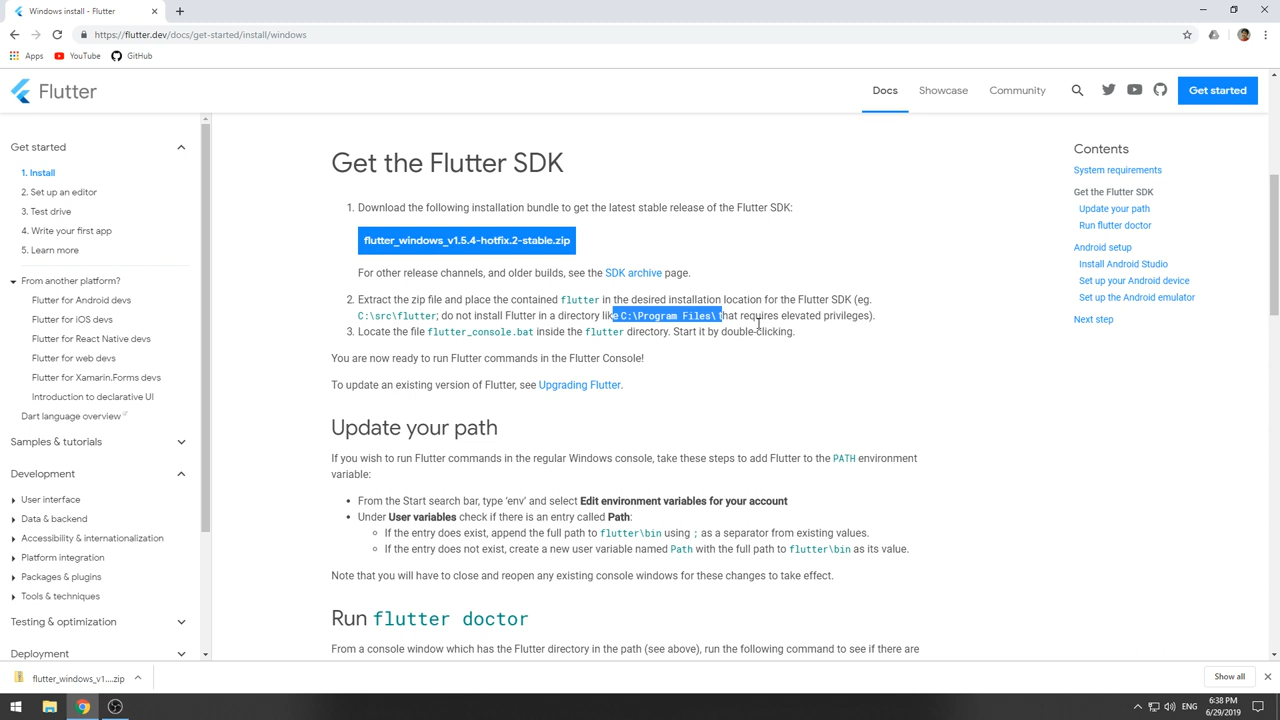 Windows install - Flutter
https://flutter.dev/docs/get-started/install/windows
Apps YouTube GitHub
Flutter
Docs Showcase Community Get started
Get started
1. Install
2. Set up an editor
3. Test drive
4. Write your first app
5. Learn more
From another platform?
Flutter for Android devs
Flutter for iOS devs
Flutter for React Native devs
Flutter for web devs
Flutter for Xamarin.Forms devs
Introduction to declarative UI
Dart language overview
Samples & tutorials
Development
User interface
Data & backend
Accessibility & internationalization
Platform integration
Packages & plugins
Tools & techniques
Testing & optimization
Deployment
Get the Flutter SDK
1. Download the following installation bundle to get the latest stable release of the Flutter SDK:
flutter_windows_v1.5.4-hotfix.2-stable.zip
For other release channels, and older builds, see the SDK archive page.
2. Extract the zip file and place the contained flutter in the desired installation location for the Flutter SDK (eg.
C:\src\flutter; do not install Flutter in a directory like C:\Program Files\ that requires elevated privileges).
3. Locate the file flutter_console.bat inside the flutter directory. Start it by double-clicking.
You are now ready to run Flutter commands in the Flutter Console!
To update an existing version of Flutter, see Upgrading Flutter.
Update your path
If you wish to run Flutter commands in the regular Windows console, take these steps to add Flutter to the PATH environment
variable:
• From the Start search bar, type ‘env’ and select Edit environment variables for your account
• Under User variables check if there is an entry called Path:
◦ If the entry does exist, append the full path to flutter\bin using ; as a separator from existing values.
◦ If the entry does not exist, create a new user variable named Path with the full path to flutter\bin as its value.
Note that you will have to close and reopen any existing console windows for these changes to take effect.
Run flutter doctor
From a console window which has the Flutter directory in the path (see above), run the following command to see if there are
Contents
System requirements
Get the Flutter SDK
Update your path
Run flutter doctor
Android setup
Install Android Studio
Set up your Android device
Set up the Android emulator
Next step
flutter_windows_v1....zip
Show all
ENG
6:38 PM
6/29/2019